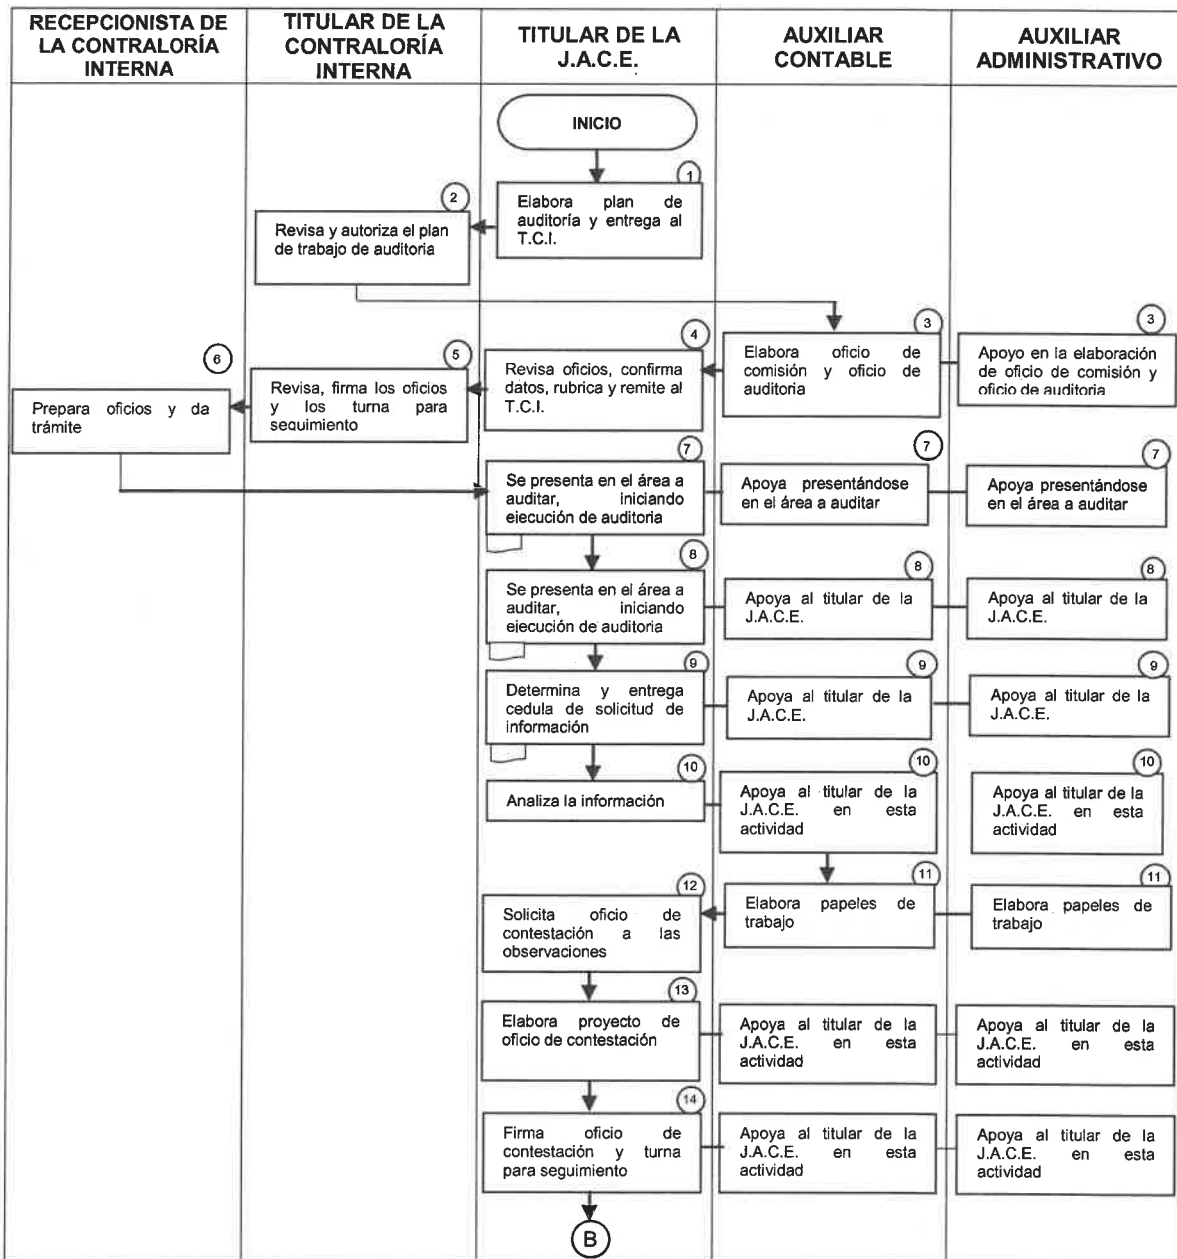 RECEPCIONISTA DE
LA CONTRALORÍA
INTERNA
TITULAR DE LA
CONTRALORÍA
INTERNA
TITULAR DE LA
J.A.C.E.
AUXILIAR
CONTABLE
AUXILIAR
ADMINISTRATIVO
INICIO
1
Elabora plan de
auditoría y entrega al
T.C.I.
2
Revisa y autoriza el plan
de trabajo de auditoria
3
Elabora oficio de
comisión y oficio de
auditoria
3
Apoyo en la elaboración
de oficio de comisión y
oficio de auditoria
4
Revisa oficios, confirma
datos, rubrica y remite al
T.C.I.
5
Revisa, firma los oficios
y los turna para
seguimiento
6
Prepara oficios y da
trámite
7
Se presenta en el área a
auditar, iniciando
ejecución de auditoria
7
Apoya presentándose
en el área a auditar
7
Apoya presentándose
en el área a auditar
8
Se presenta en el área a
auditar, iniciando
ejecución de auditoria
8
Apoya al titular de la
J.A.C.E.
8
Apoya al titular de la
J.A.C.E.
9
Determina y entrega
cedula de solicitud de
información
9
Apoya al titular de la
J.A.C.E.
9
Apoya al titular de la
J.A.C.E.
10
Analiza la información
10
Apoya al titular de la
J.A.C.E. en esta
actividad
10
Apoya al titular de la
J.A.C.E. en esta
actividad
11
Elabora papeles de
trabajo
11
Elabora papeles de
trabajo
12
Solicita oficio de
contestación a las
observaciones
13
Elabora proyecto de
oficio de contestación
Apoya al titular de la
J.A.C.E. en esta
actividad
Apoya al titular de la
J.A.C.E. en esta
actividad
14
Firma oficio de
contestación y turna
para seguimiento
Apoya al titular de la
J.A.C.E. en esta
actividad
Apoya al titular de la
J.A.C.E. en esta
actividad
B